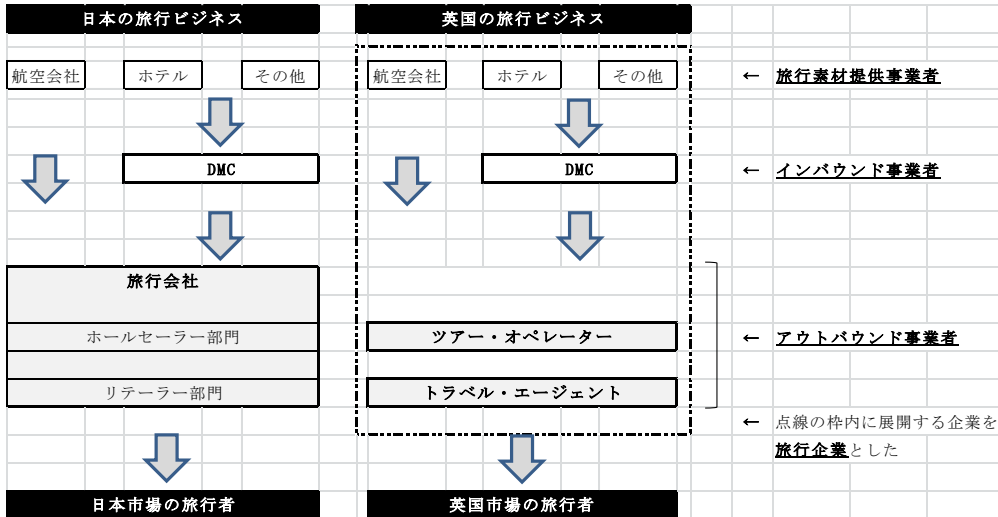 日本の旅行ビジネス 英国の旅行ビジネス
航空会社 ホテル その他 航空会社 ホテル その他 ← 旅行素材提供事業者
DMC DMC ← インバウンド事業者
旅行会社
ホールセーラー部門 ツアー・オペレーター ← アウトバウンド事業者
リテーラー部門 トラベル・エージェント
← 点線の枠内に展開する企業を
旅行企業とした
日本市場の旅行者 英国市場の旅行者